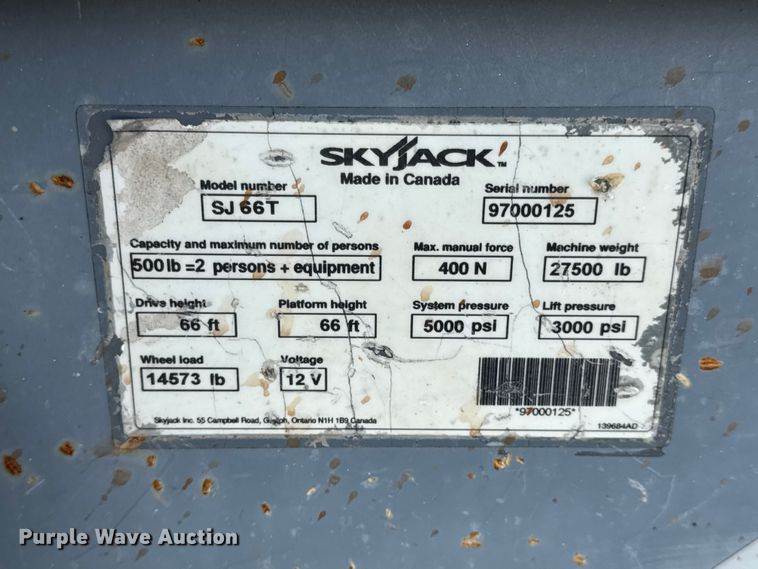 SKYJACK™
Made in Canada
Model number
SJ 66T
Serial number
97000125
Capacity and maximum number of persons
500 lb =2 persons + equipment
Max. manual force
400 N
Machine weight
27500 lb
Drive height
66 ft
Platform height
66 ft
System pressure
5000 psi
Lift pressure
3000 psi
Wheel load
14573 lb
Voltage
12 V
*97000125*
Skyjack Inc. 55 Campbell Road, Guelph, Ontario N1H 1B9 Canada
139684AD
Purple Wave Auction